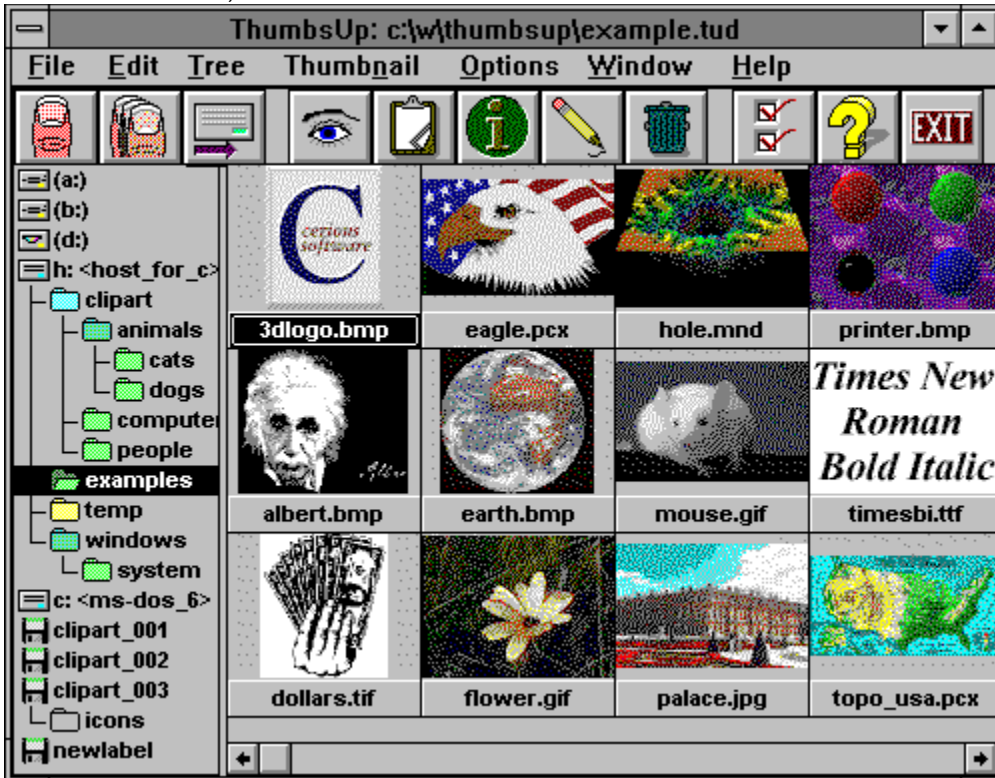 ThumbsUp: c:\w\thumbsup\example.tud
File Edit Tree Thumbnail Options Window Help
EXIT
(a:)
(b:)
(d:)
h: <host_for_c>
clipart
animals
cats
dogs
computer
people
examples
temp
windows
system
c: <ms-dos_6>
clipart_001
clipart_002
clipart_003
icons
newlabel
C
cerious
software
3dlogo.bmp eagle.pcx hole.mnd printer.bmp
Times New
Roman
Bold Italic
albert.bmp earth.bmp mouse.gif timesbi.ttf
dollars.tif flower.gif palace.jpg topo_usa.pcx